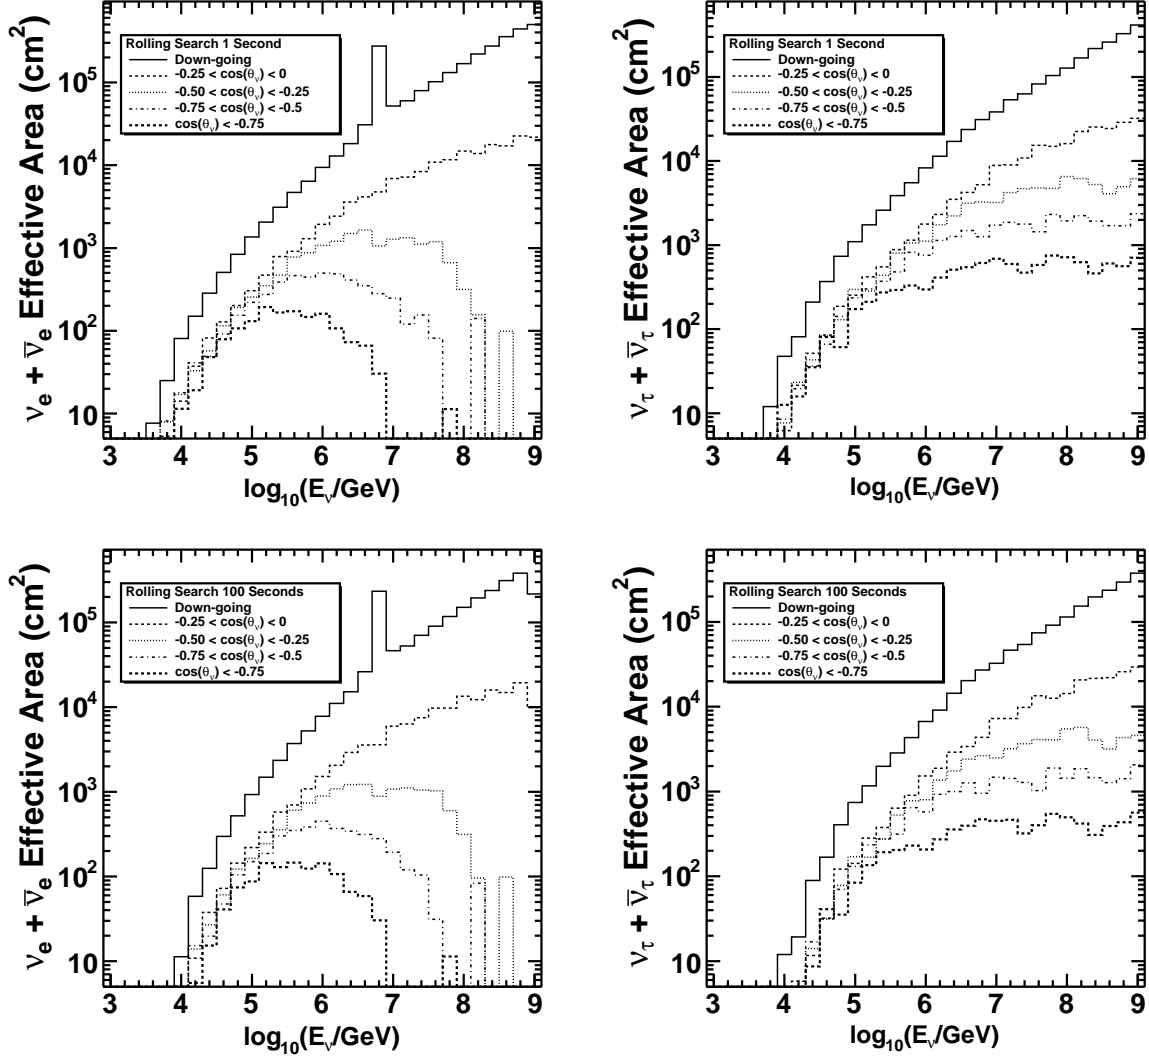 νe + ν̅e Effective Area (cm²)
10⁵
10⁴
10³
10²
10
Rolling Search 1 Second
Down-going
-0.25 < cos(θν) < 0
-0.50 < cos(θν) < -0.25
-0.75 < cos(θν) < -0.5
cos(θν) < -0.75
3 4 5 6 7 8 9
log₁₀(Eν/GeV)
ντ + ν̅τ Effective Area (cm²)
10⁵
10⁴
10³
10²
10
Rolling Search 1 Second
Down-going
-0.25 < cos(θν) < 0
-0.50 < cos(θν) < -0.25
-0.75 < cos(θν) < -0.5
cos(θν) < -0.75
3 4 5 6 7 8 9
log₁₀(Eν/GeV)
νe + ν̅e Effective Area (cm²)
10⁵
10⁴
10³
10²
10
Rolling Search 100 Seconds
Down-going
-0.25 < cos(θν) < 0
-0.50 < cos(θν) < -0.25
-0.75 < cos(θν) < -0.5
cos(θν) < -0.75
3 4 5 6 7 8 9
log₁₀(Eν/GeV)
ντ + ν̅τ Effective Area (cm²)
10⁵
10⁴
10³
10²
10
Rolling Search 100 Seconds
Down-going
-0.25 < cos(θν) < 0
-0.50 < cos(θν) < -0.25
-0.75 < cos(θν) < -0.5
cos(θν) < -0.75
3 4 5 6 7 8 9
log₁₀(Eν/GeV)